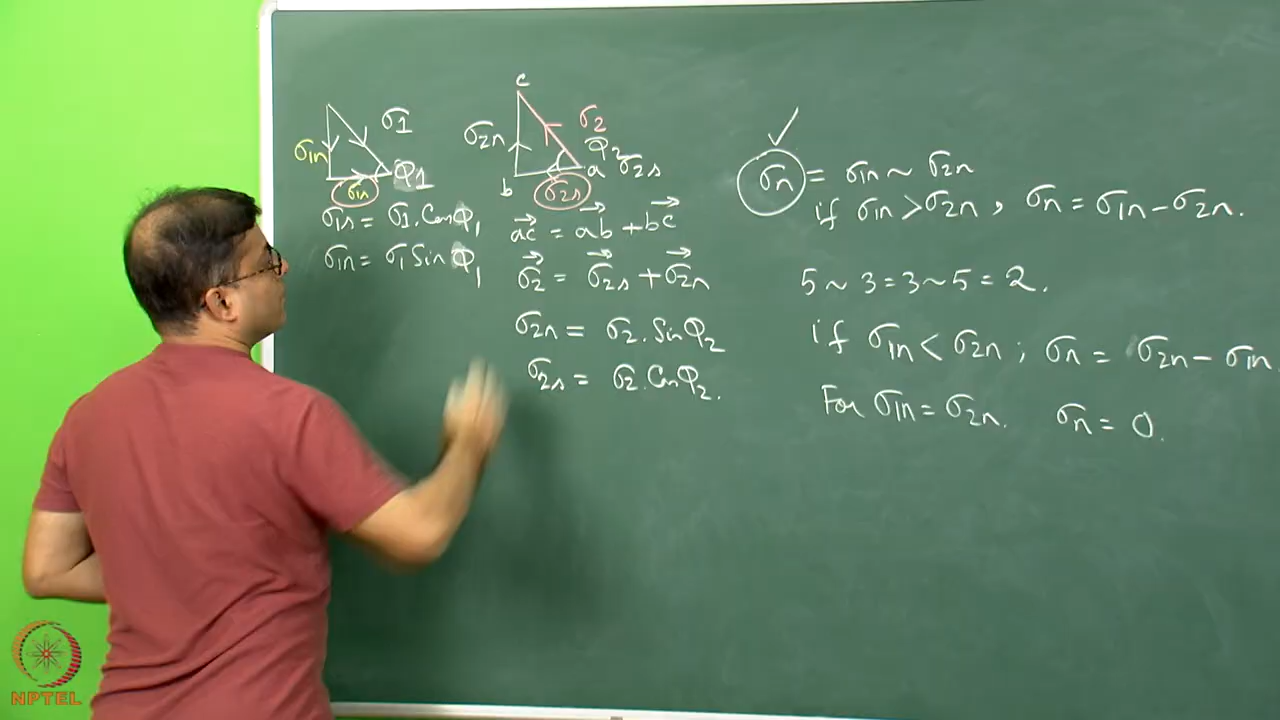 σ1
σ1n
φ1
σ1s
σ1s = σ1. Cos φ1
σ1n = σ1 Sin φ1
c
σ2n
σ2
φ2
a
σ2s
b
σ2s
ac = ab + bc
σ2 = σ2s + σ2n
σ2n = σ2. Sin φ2
σ2s = σ2. Cos φ2.
✓
σn = σ1n ~ σ2n
if σ1n > σ2n, σn = σ1n - σ2n.
5 ~ 3 = 3 ~ 5 = 2.
if σ1n < σ2n; σn = σ2n - σ1n
For σ1n = σ2n. σn = 0.
NPTEL